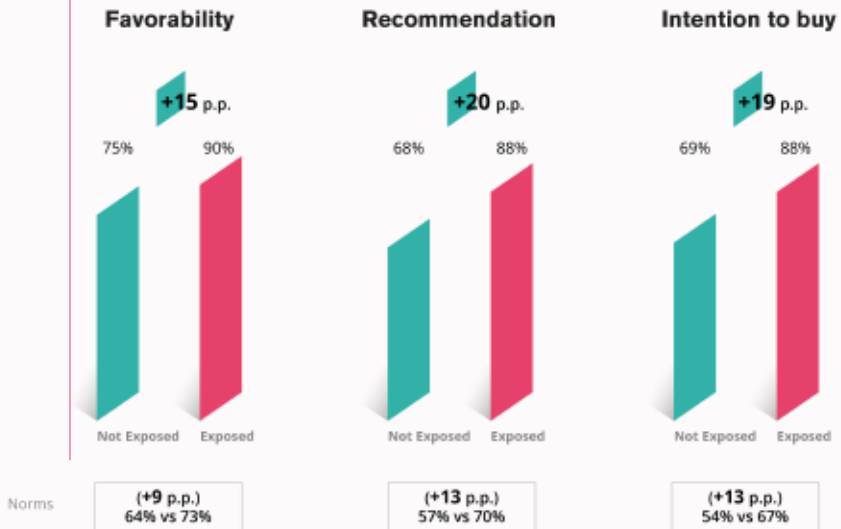 Favorability Recommendation Intention to buy
+15 p.p. +20 p.p. +19 p.p.
75% 90% 68% 88% 69% 88%
Not Exposed Exposed Not Exposed Exposed Not Exposed Exposed
Norms
(+9 p.p.) (+13 p.p.) (+13 p.p.)
64% vs 73% 57% vs 70% 54% vs 67%